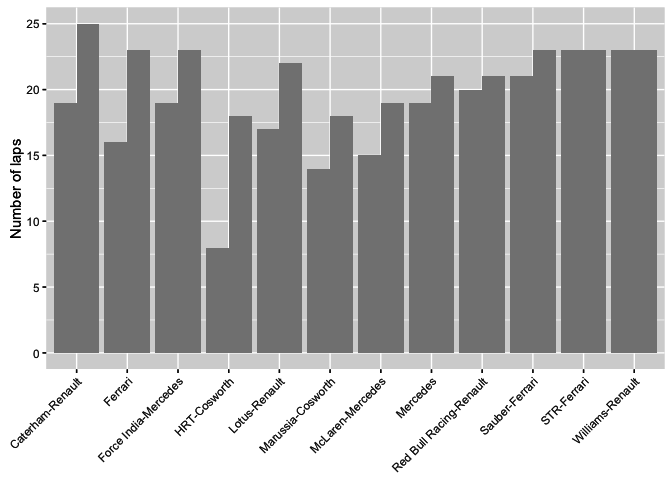 25
20
15
10
5
0
Number of laps
Caterham-Renault
Ferrari
Force India-Mercedes
HRT-Cosworth
Lotus-Renault
Marussia-Cosworth
McLaren-Mercedes
Mercedes
Red Bull Racing-Renault
Sauber-Ferrari
STR-Ferrari
Williams-Renault